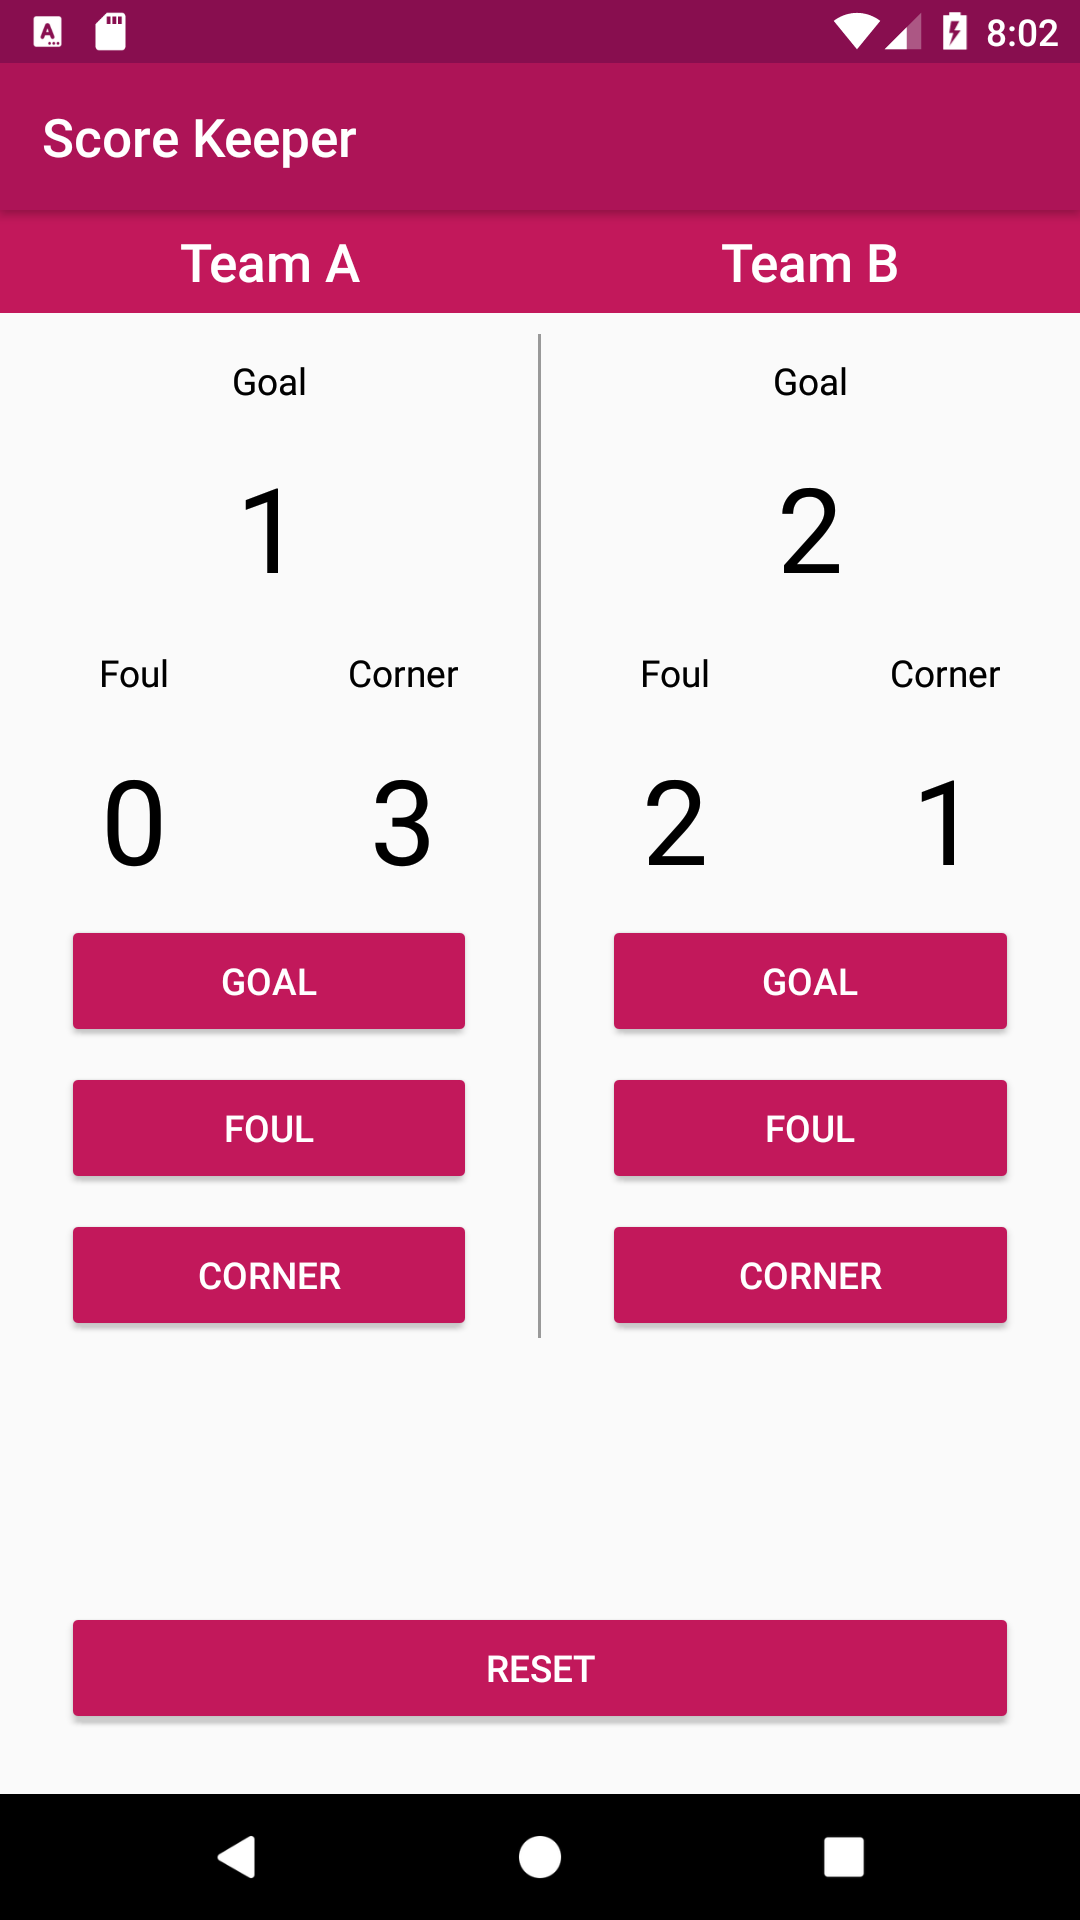 8:02
Score Keeper
Team A Team B
Goal Goal
1 2
Foul Corner Foul Corner
0 3 2 1
GOAL GOAL
FOUL FOUL
CORNER CORNER
RESET